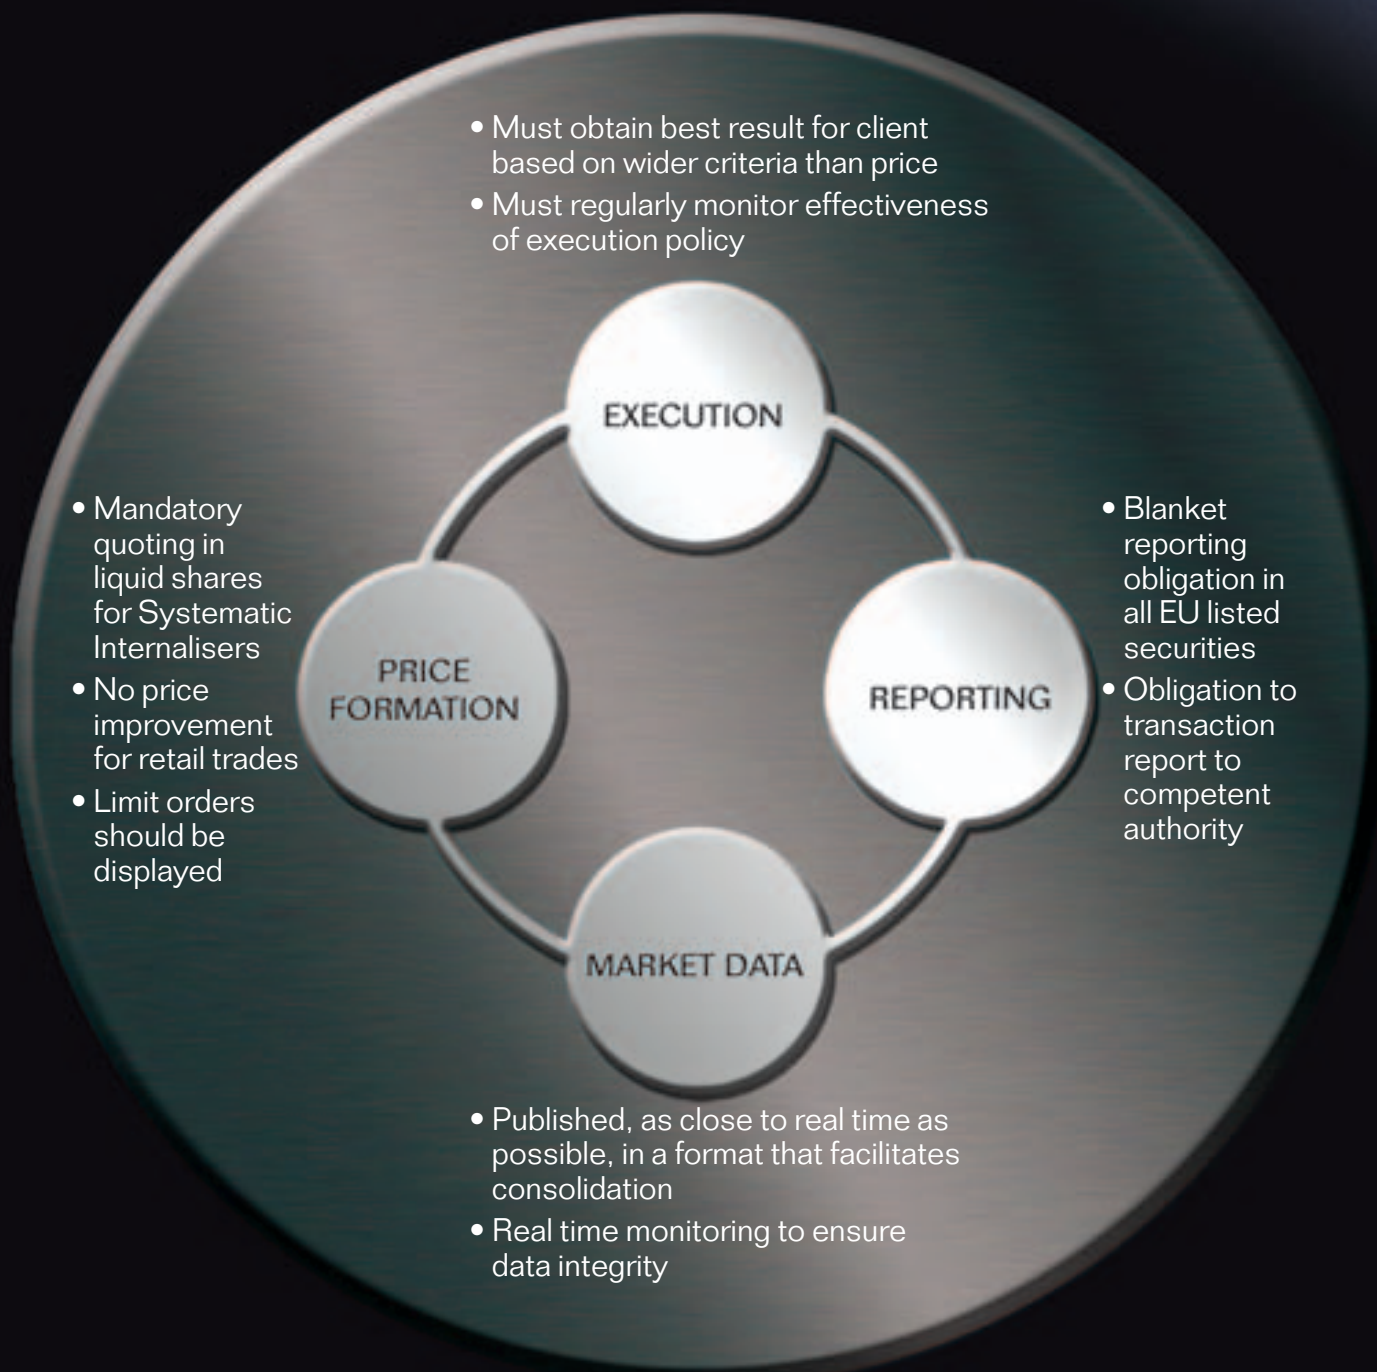 • Must obtain best result for client
based on wider criteria than price
• Must regularly monitor effectiveness
of execution policy
EXECUTION
• Mandatory
quoting in
liquid shares
for Systematic
Internalisers
• No price
improvement
for retail trades
• Limit orders
should be
displayed
PRICE
FORMATION
REPORTING
• Blanket
reporting
obligation in
all EU listed
securities
• Obligation to
transaction
report to
competent
authority
MARKET DATA
• Published, as close to real time as
possible, in a format that facilitates
consolidation
• Real time monitoring to ensure
data integrity